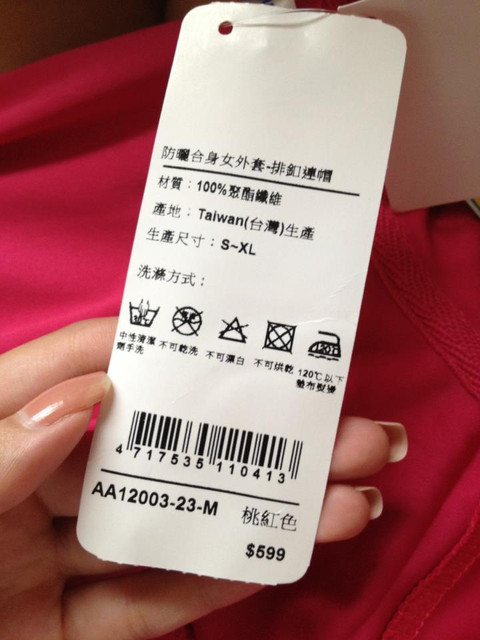 防曬合身女外套-排釦連帽
材質：100%聚酯纖維
產地：Taiwan(台灣)生產
生產尺寸：S~XL
洗滌方式：
中性清潔劑手洗
不可乾洗
不可漂白
不可烘乾
120℃以下墊布熨燙
4 717535 110413
AA12003-23-M 桃紅色
$599